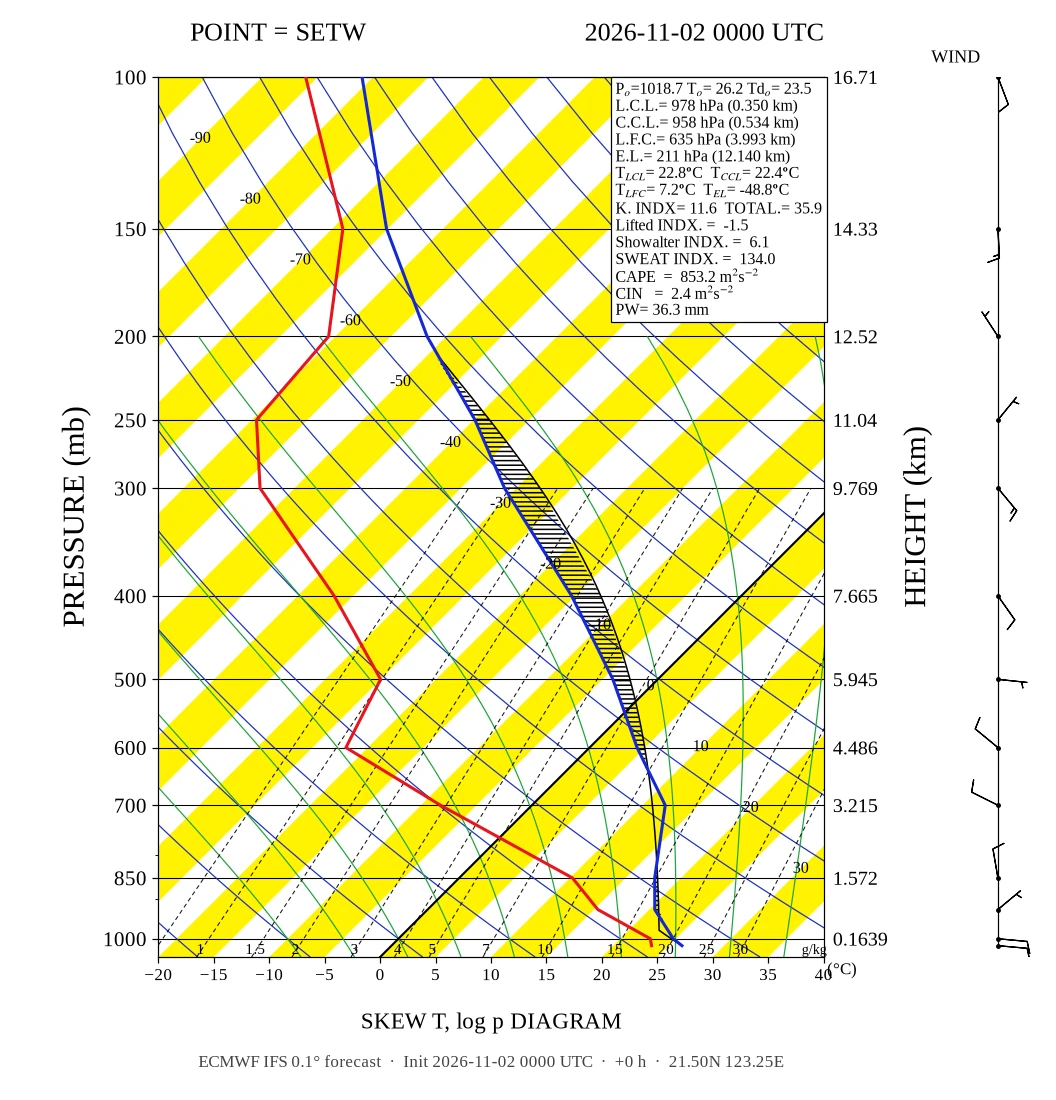 POINT = SETW
2026-11-02 0000 UTC
WIND
Pₒ=1018.7 Tₒ= 26.2 Tdₒ= 23.5
L.C.L.= 978 hPa (0.350 km)
C.C.L.= 958 hPa (0.534 km)
L.F.C.= 635 hPa (3.993 km)
E.L.= 211 hPa (12.140 km)
T_LCL= 22.8°C T_CCL= 22.4°C
T_LFC= 7.2°C T_EL= -48.8°C
K. INDX= 11.6 TOTAL.= 35.9
Lifted INDX. = -1.5
Showalter INDX. = 6.1
SWEAT INDX. = 134.0
CAPE = 853.2 m²s⁻²
CIN = 2.4 m²s⁻²
PW= 36.3 mm
100
16.71
-90
-80
150
14.33
-70
-60
200
12.52
-50
250
11.04
-40
300
9.769
-30
-20
400
7.665
-10
500
5.945
0
600
4.486
10
700
3.215
20
850
1.572
30
1000
0.1639
PRESSURE (mb)
HEIGHT (km)
1 1.5 2 3 4 5 7 10 15 20 25 30 g/kg
−20 −15 −10 −5 0 5 10 15 20 25 30 35 40 (°C)
SKEW T, log p DIAGRAM
ECMWF IFS 0.1° forecast · Init 2026-11-02 0000 UTC · +0 h · 21.50N 123.25E